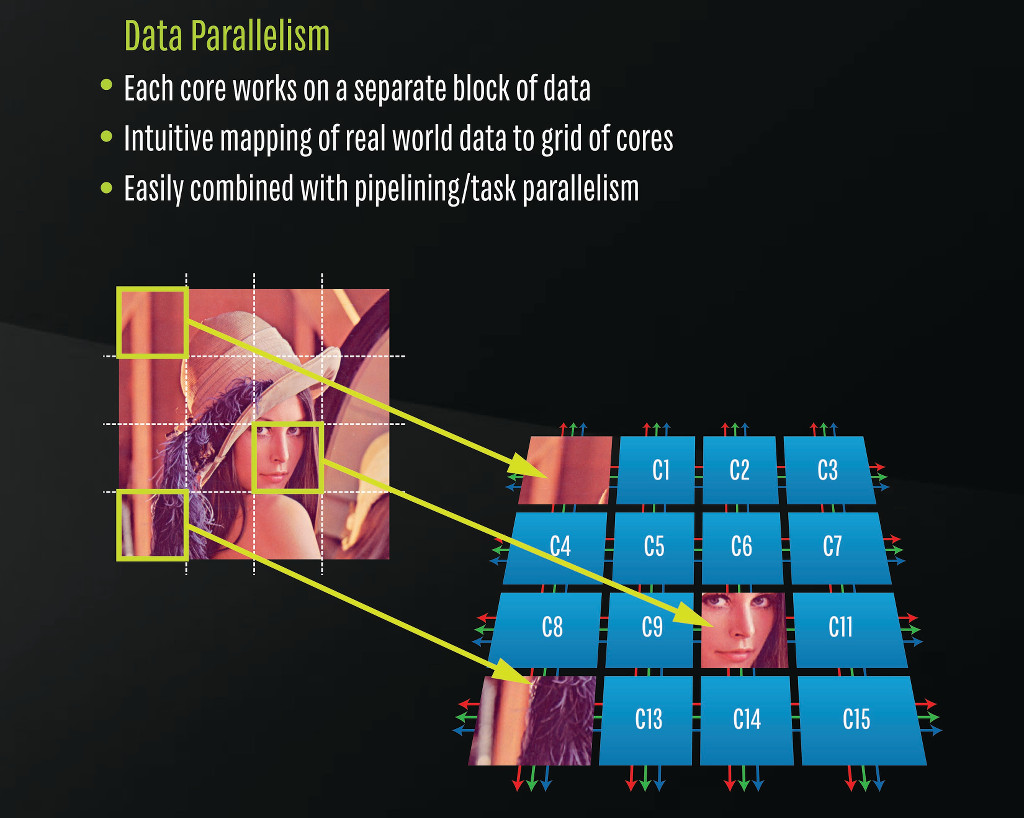 Data Parallelism
• Each core works on a separate block of data
• Intuitive mapping of real world data to grid of cores
• Easily combined with pipelining/task parallelism
C1 C2 C3
C4 C5 C6 C7
C8 C9 C11
C13 C14 C15